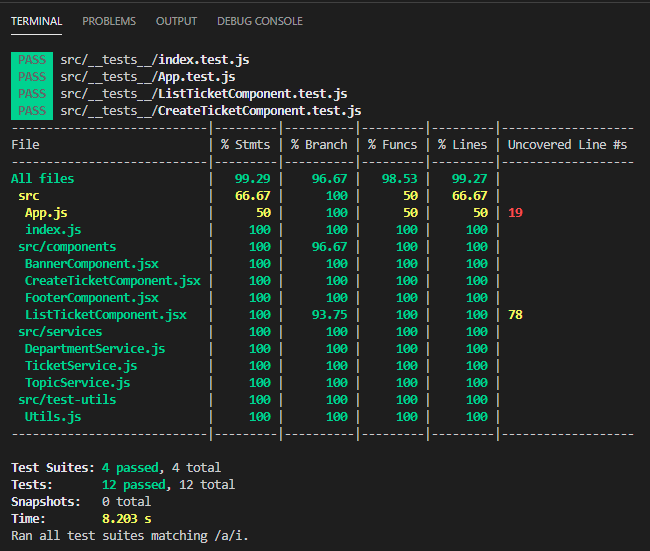 TERMINAL PROBLEMS OUTPUT DEBUG CONSOLE
PASS src/__tests__/index.test.js
PASS src/__tests__/App.test.js
PASS src/__tests__/ListTicketComponent.test.js
PASS src/__tests__/CreateTicketComponent.test.js
----------------------------|---------|----------|---------|---------|-------------------
File                        | % Stmts | % Branch | % Funcs | % Lines | Uncovered Line #s
----------------------------|---------|----------|---------|---------|-------------------
All files                   |   99.29 |    96.67 |   98.53 |   99.27 |
 src                        |   66.67 |      100 |      50 |   66.67 |
  App.js                    |      50 |      100 |      50 |      50 | 19
  index.js                  |     100 |      100 |     100 |     100 |
 src/components             |     100 |    96.67 |     100 |     100 |
  BannerComponent.jsx       |     100 |      100 |     100 |     100 |
  CreateTicketComponent.jsx |     100 |      100 |     100 |     100 |
  FooterComponent.jsx       |     100 |      100 |     100 |     100 |
  ListTicketComponent.jsx   |     100 |    93.75 |     100 |     100 | 78
 src/services               |     100 |      100 |     100 |     100 |
  DepartmentService.js      |     100 |      100 |     100 |     100 |
  TicketService.js          |     100 |      100 |     100 |     100 |
  TopicService.js           |     100 |      100 |     100 |     100 |
 src/test-utils             |     100 |      100 |     100 |     100 |
  Utils.js                  |     100 |      100 |     100 |     100 |
----------------------------|---------|----------|---------|---------|-------------------
Test Suites: 4 passed, 4 total
Tests:       12 passed, 12 total
Snapshots:   0 total
Time:        8.203 s
Ran all test suites matching /a/i.